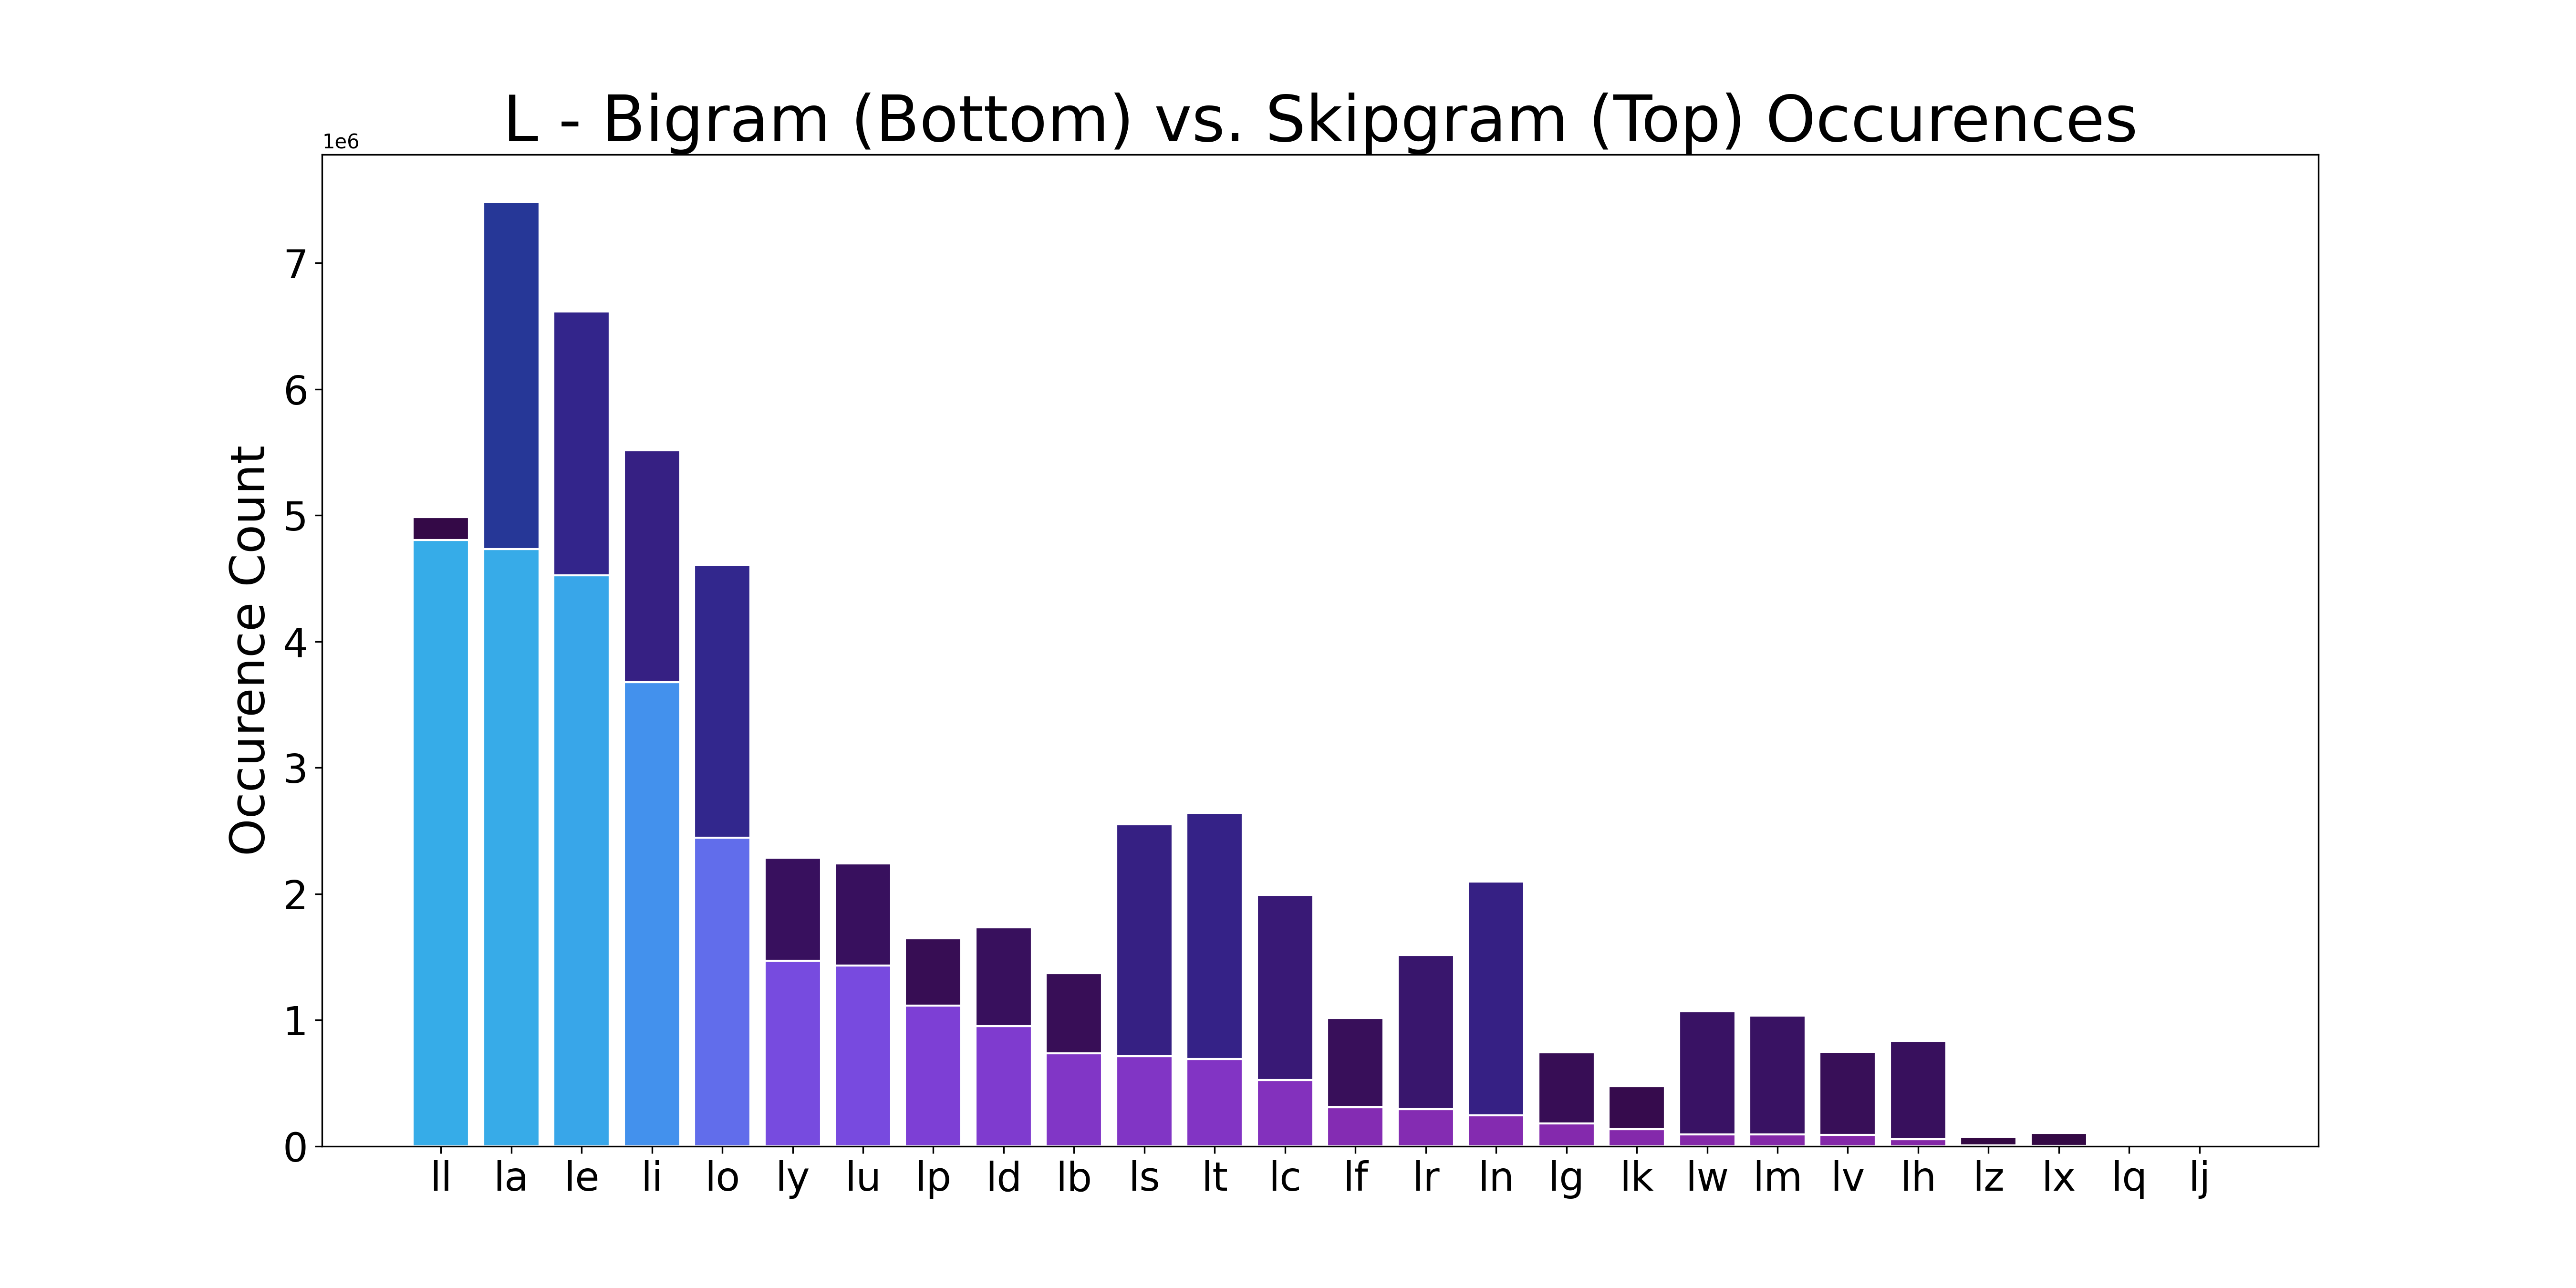 L - Bigram (Bottom) vs. Skipgram (Top) Occurences
1e6
7
6
5
4
3
2
1
0
Occurence Count
ll la le li lo ly lu lp ld lb ls lt lc lf lr ln lg lk lw lm lv lh lz lx lq lj